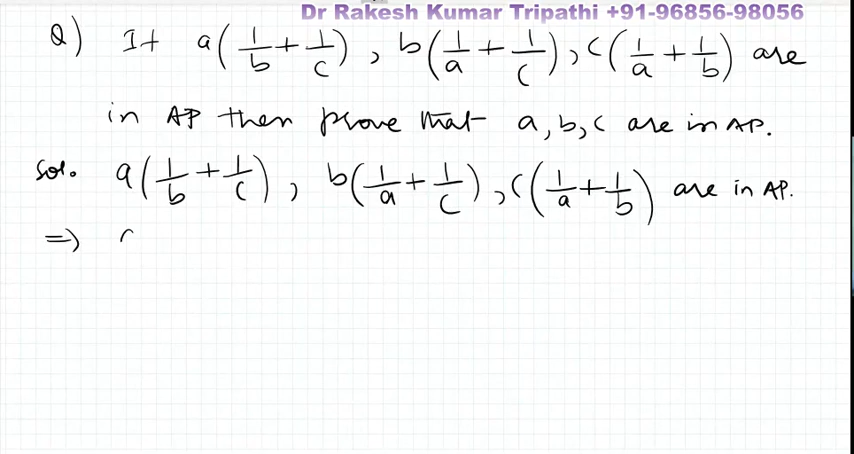 Dr Rakesh Kumar Tripathi +91-96856-98056
Q) If a(1/b + 1/c), b(1/a + 1/c), c(1/a + 1/b) are
in AP then prove that a, b, c are in AP.
Sol. a(1/b + 1/c), b(1/a + 1/c), c(1/a + 1/b) are in AP.
⇒